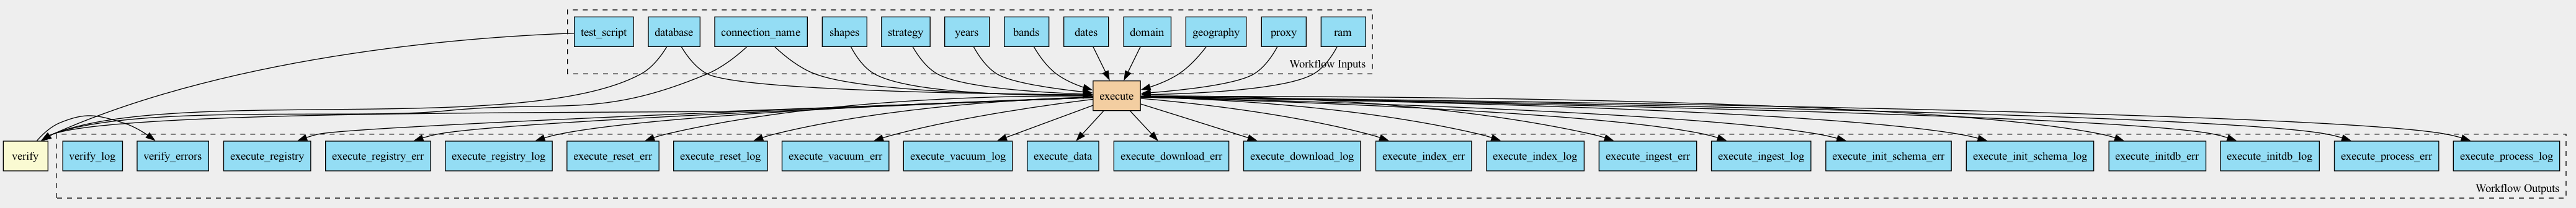 test_script
database
connection_name
shapes
strategy
years
bands
dates
domain
geography
proxy
ram
Workflow Inputs
execute
verify
verify_log
verify_errors
execute_registry
execute_registry_err
execute_registry_log
execute_reset_err
execute_reset_log
execute_vacuum_err
execute_vacuum_log
execute_data
execute_download_err
execute_download_log
execute_index_err
execute_index_log
execute_ingest_err
execute_ingest_log
execute_init_schema_err
execute_init_schema_log
execute_initdb_err
execute_initdb_log
execute_process_err
execute_process_log
Workflow Outputs